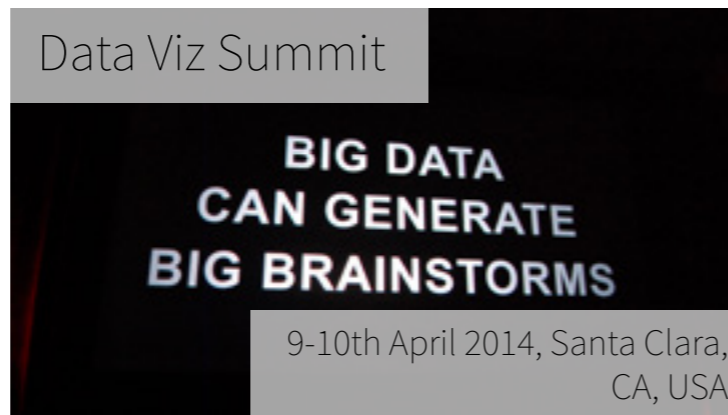 Data Viz Summit
BIG DATA
CAN GENERATE
BIG BRAINSTORMS
9-10th April 2014, Santa Clara,
CA, USA